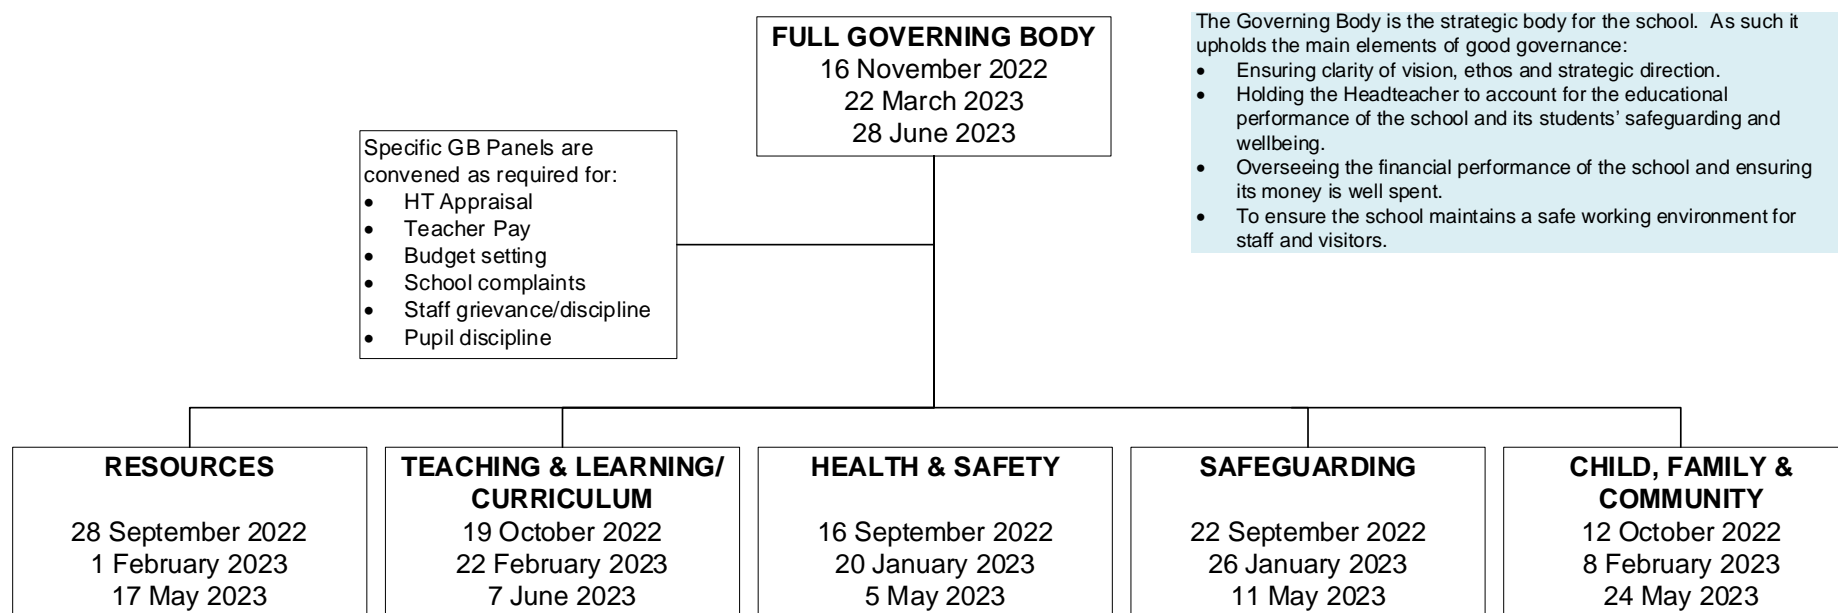 FULL GOVERNING BODY
16 November 2022
22 March 2023
28 June 2023
The Governing Body is the strategic body for the school.  As such it
upholds the main elements of good governance:
• Ensuring clarity of vision, ethos and strategic direction.
• Holding the Headteacher to account for the educational
performance of the school and its students’ safeguarding and
wellbeing.
• Overseeing the financial performance of the school and ensuring
its money is well spent.
• To ensure the school maintains a safe working environment for
staff and visitors.
Specific GB Panels are
convened as required for:
• HT Appraisal
• Teacher Pay
• Budget setting
• School complaints
• Staff grievance/discipline
• Pupil discipline
RESOURCES
28 September 2022
1 February 2023
17 May 2023
TEACHING & LEARNING/
CURRICULUM
19 October 2022
22 February 2023
7 June 2023
HEALTH & SAFETY
16 September 2022
20 January 2023
5 May 2023
SAFEGUARDING
22 September 2022
26 January 2023
11 May 2023
CHILD, FAMILY &
COMMUNITY
12 October 2022
8 February 2023
24 May 2023